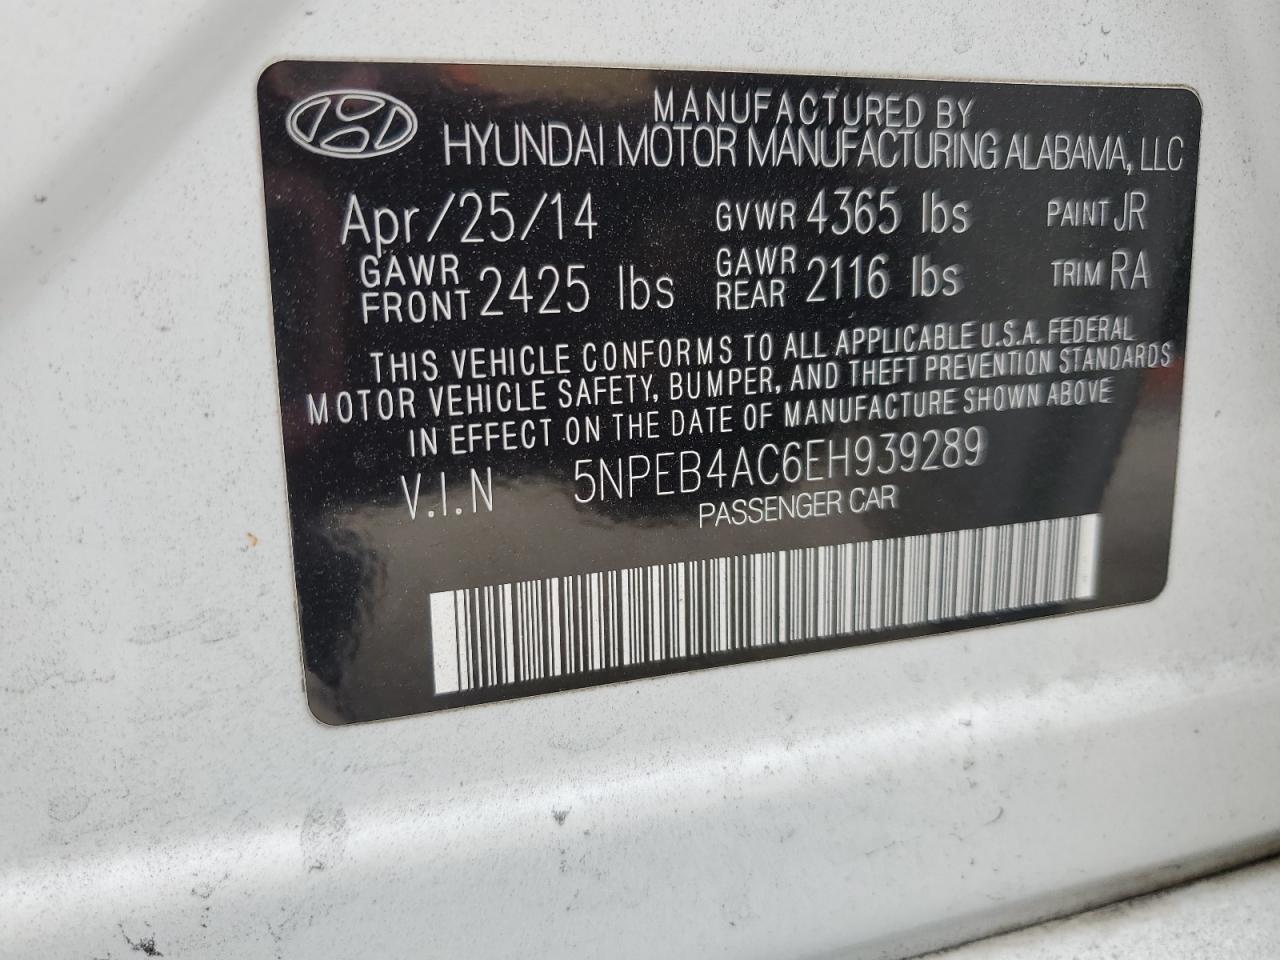 MANUFACTURED BY
HYUNDAI MOTOR MANUFACTURING ALABAMA, LLC
Apr/25/14 GVWR 4365 lbs PAINT JR
GAWR FRONT 2425 lbs GAWR REAR 2116 lbs TRIM RA
THIS VEHICLE CONFORMS TO ALL APPLICABLE U.S.A. FEDERAL
MOTOR VEHICLE SAFETY, BUMPER, AND THEFT PREVENTION STANDARDS
IN EFFECT ON THE DATE OF MANUFACTURE SHOWN ABOVE
V.I.N 5NPEB4AC6EH939289
PASSENGER CAR